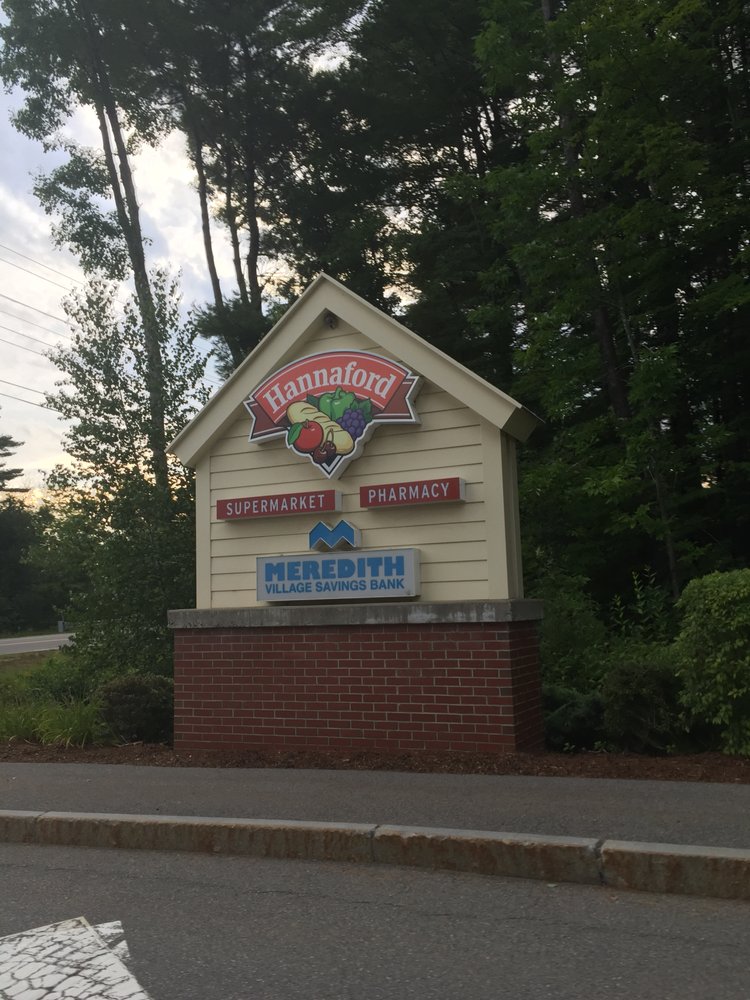 Hannaford
SUPERMARKET
PHARMACY
MEREDITH
VILLAGE SAVINGS BANK